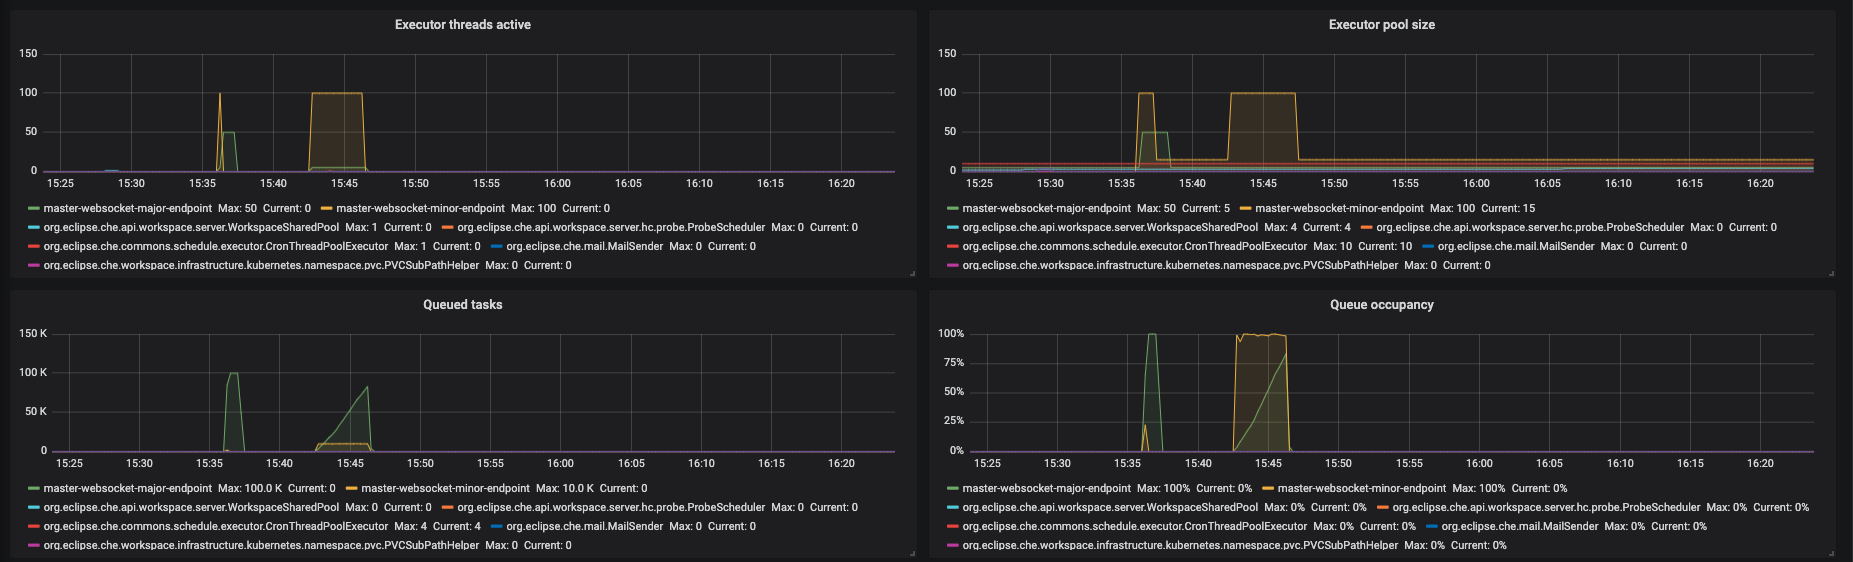 Executor threads active
150
100
50
0
15:25 15:30 15:35 15:40 15:45 15:50 15:55 16:00 16:05 16:10 16:15 16:20
master-websocket-major-endpoint Max: 50 Current: 0 master-websocket-minor-endpoint Max: 100 Current: 0
org.eclipse.che.api.workspace.server.WorkspaceSharedPool Max: 1 Current: 0 org.eclipse.che.api.workspace.server.hc.probe.ProbeScheduler Max: 0 Current: 0
org.eclipse.che.commons.schedule.executor.CronThreadPoolExecutor Max: 1 Current: 0 org.eclipse.che.mail.MailSender Max: 0 Current: 0
org.eclipse.che.workspace.infrastructure.kubernetes.namespace.pvc.PVCSubPathHelper Max: 0 Current: 0
Executor pool size
150
100
50
0
15:25 15:30 15:35 15:40 15:45 15:50 15:55 16:00 16:05 16:10 16:15 16:20
master-websocket-major-endpoint Max: 50 Current: 5 master-websocket-minor-endpoint Max: 100 Current: 15
org.eclipse.che.api.workspace.server.WorkspaceSharedPool Max: 4 Current: 4 org.eclipse.che.api.workspace.server.hc.probe.ProbeScheduler Max: 0 Current: 0
org.eclipse.che.commons.schedule.executor.CronThreadPoolExecutor Max: 10 Current: 10 org.eclipse.che.mail.MailSender Max: 0 Current: 0
org.eclipse.che.workspace.infrastructure.kubernetes.namespace.pvc.PVCSubPathHelper Max: 0 Current: 0
Queued tasks
150 K
100 K
50 K
0
15:25 15:30 15:35 15:40 15:45 15:50 15:55 16:00 16:05 16:10 16:15 16:20
master-websocket-major-endpoint Max: 100.0 K Current: 0 master-websocket-minor-endpoint Max: 10.0 K Current: 0
org.eclipse.che.api.workspace.server.WorkspaceSharedPool Max: 0 Current: 0 org.eclipse.che.api.workspace.server.hc.probe.ProbeScheduler Max: 0 Current: 0
org.eclipse.che.commons.schedule.executor.CronThreadPoolExecutor Max: 4 Current: 4 org.eclipse.che.mail.MailSender Max: 0 Current: 0
org.eclipse.che.workspace.infrastructure.kubernetes.namespace.pvc.PVCSubPathHelper Max: 0 Current: 0
Queue occupancy
100%
75%
50%
25%
0%
15:25 15:30 15:35 15:40 15:45 15:50 15:55 16:00 16:05 16:10 16:15 16:20
master-websocket-major-endpoint Max: 100% Current: 0% master-websocket-minor-endpoint Max: 100% Current: 0%
org.eclipse.che.api.workspace.server.WorkspaceSharedPool Max: 0% Current: 0% org.eclipse.che.api.workspace.server.hc.probe.ProbeScheduler Max: 0% Current: 0%
org.eclipse.che.commons.schedule.executor.CronThreadPoolExecutor Max: 0% Current: 0% org.eclipse.che.mail.MailSender Max: 0% Current: 0%
org.eclipse.che.workspace.infrastructure.kubernetes.namespace.pvc.PVCSubPathHelper Max: 0% Current: 0%